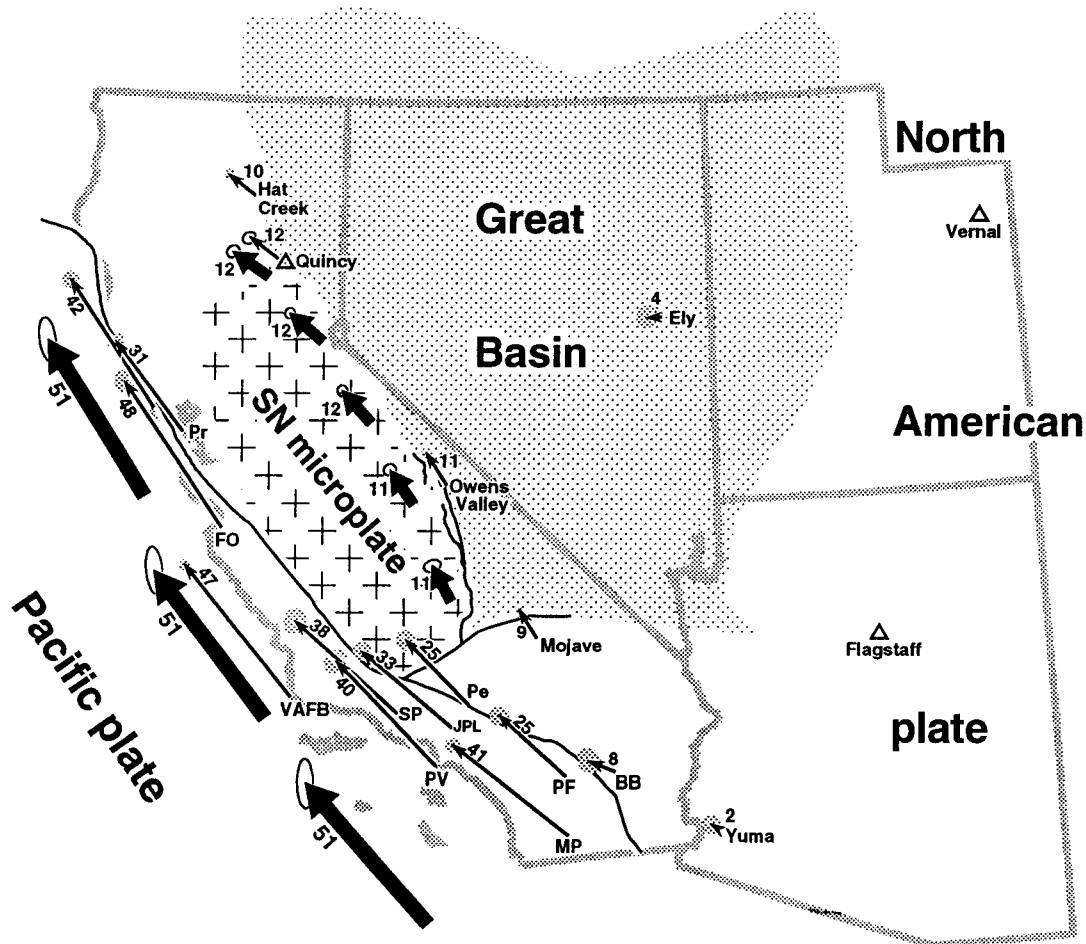 North
10
Hat
Creek
Great
Vernal
12
Quincy
12
42
4
Ely
12
31
Basin
51
48
12
SN microplate
American
Pr
11
11
Owens
Valley
FO
47
11
Pacific plate
51
38
25
9
Mojave
Flagstaff
33
40
Pe
VAFB
SP
JPL
25
plate
41
8
PV
PF
BB
51
2
Yuma
MP